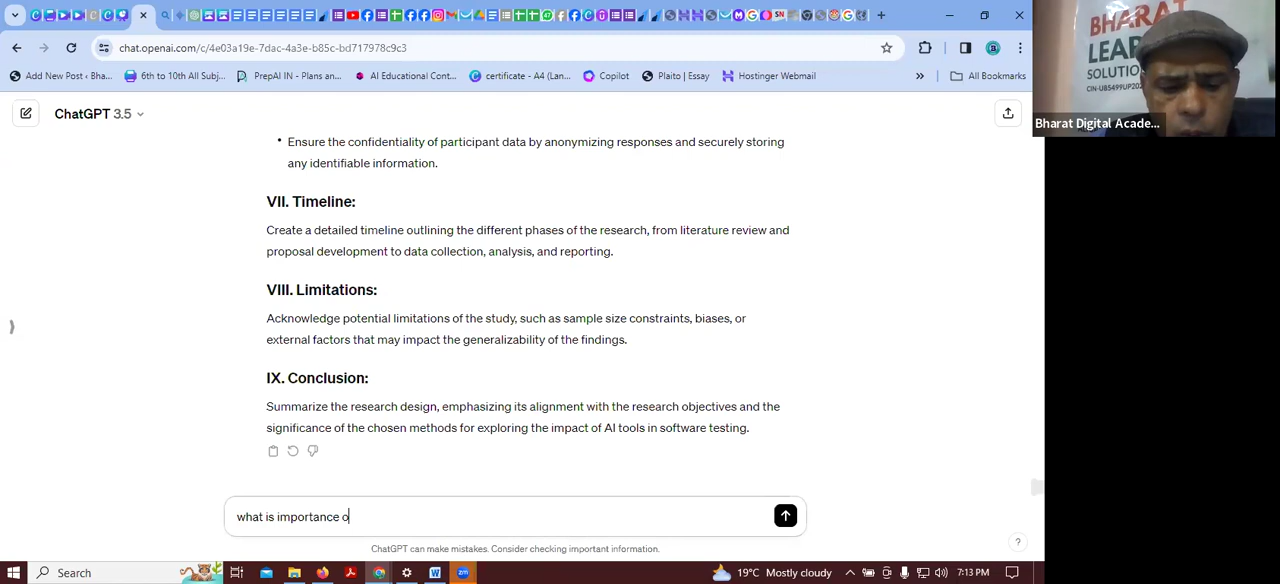 chat.openai.com/c/4e03a19e-7dac-4a3e-b85c-bd717978c9c3
Add New Post ‹ Bha... 6th to 10th All Subj... PrepAI IN - Plans an... AI Educational Cont... certificate - A4 (Lan... Copilot Plaito | Essay Hostinger Webmail » All Bookmarks
BHARAT
LEAR
SOLUTIO
CIN-U85499UP202
Bharat Digital Acade...
ChatGPT 3.5
• Ensure the confidentiality of participant data by anonymizing responses and securely storing
any identifiable information.
VII. Timeline:
Create a detailed timeline outlining the different phases of the research, from literature review and
proposal development to data collection, analysis, and reporting.
VIII. Limitations:
Acknowledge potential limitations of the study, such as sample size constraints, biases, or
external factors that may impact the generalizability of the findings.
IX. Conclusion:
Summarize the research design, emphasizing its alignment with the research objectives and the
significance of the chosen methods for exploring the impact of AI tools in software testing.
what is importance o
ChatGPT can make mistakes. Consider checking important information.
?
Search 19°C Mostly cloudy 7:13 PM